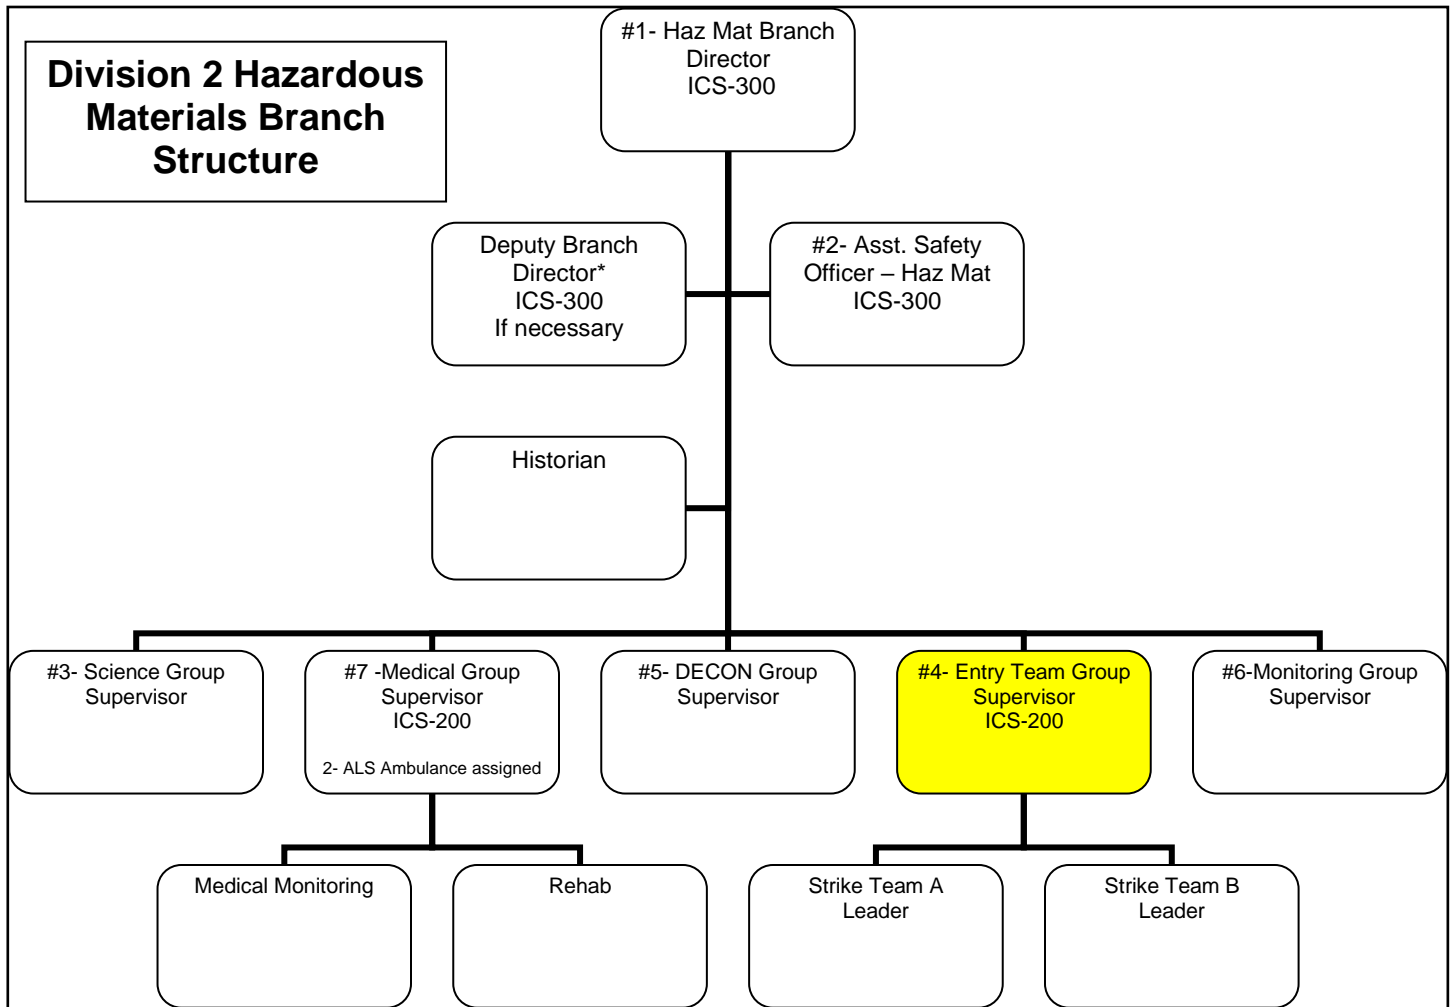 #1- Haz Mat Branch
Director
ICS-300
Division 2 Hazardous
Materials Branch
Structure
Deputy Branch
Director*
ICS-300
If necessary
#2- Asst. Safety
Officer – Haz Mat
ICS-300
Historian
#3- Science Group
Supervisor
#7 -Medical Group
Supervisor
ICS-200
2- ALS Ambulance assigned
#5- DECON Group
Supervisor
#4- Entry Team Group
Supervisor
ICS-200
#6-Monitoring Group
Supervisor
Medical Monitoring
Rehab
Strike Team A
Leader
Strike Team B
Leader